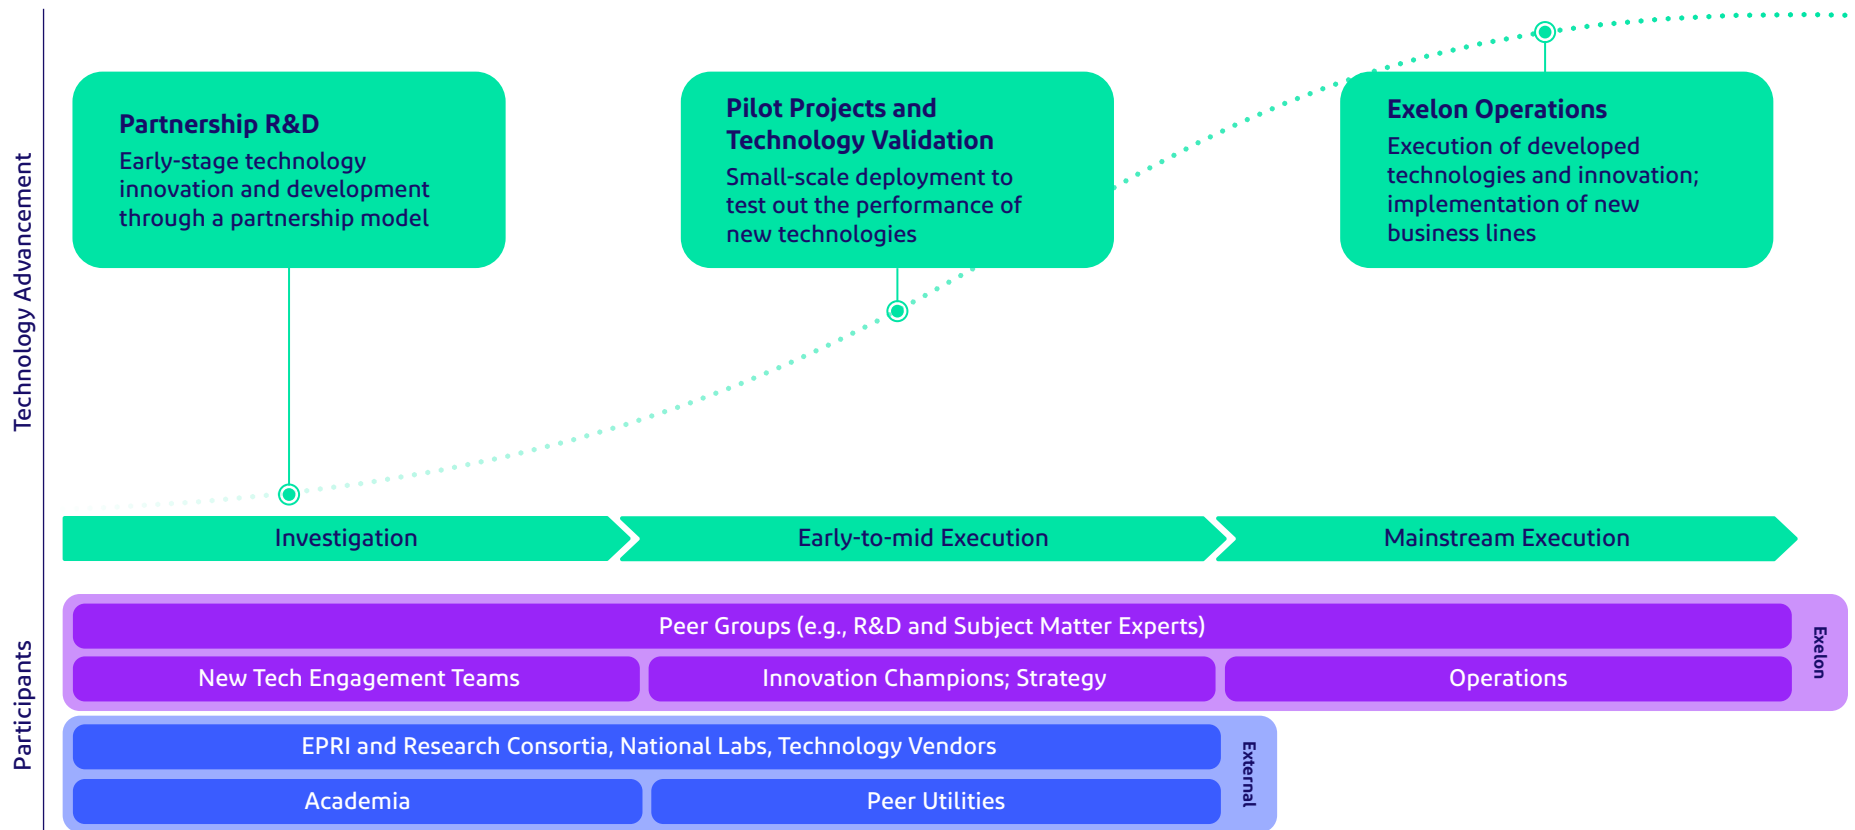 Technology Advancement
Partnership R&D
Early-stage technology
innovation and development
through a partnership model
Pilot Projects and
Technology Validation
Small-scale deployment to
test out the performance of
new technologies
Exelon Operations
Execution of developed
technologies and innovation;
implementation of new
business lines
Investigation
Early-to-mid Execution
Mainstream Execution
Participants
Peer Groups (e.g., R&D and Subject Matter Experts)
New Tech Engagement Teams
Innovation Champions; Strategy
Operations
Exelon
EPRI and Research Consortia, National Labs, Technology Vendors
Academia
Peer Utilities
External